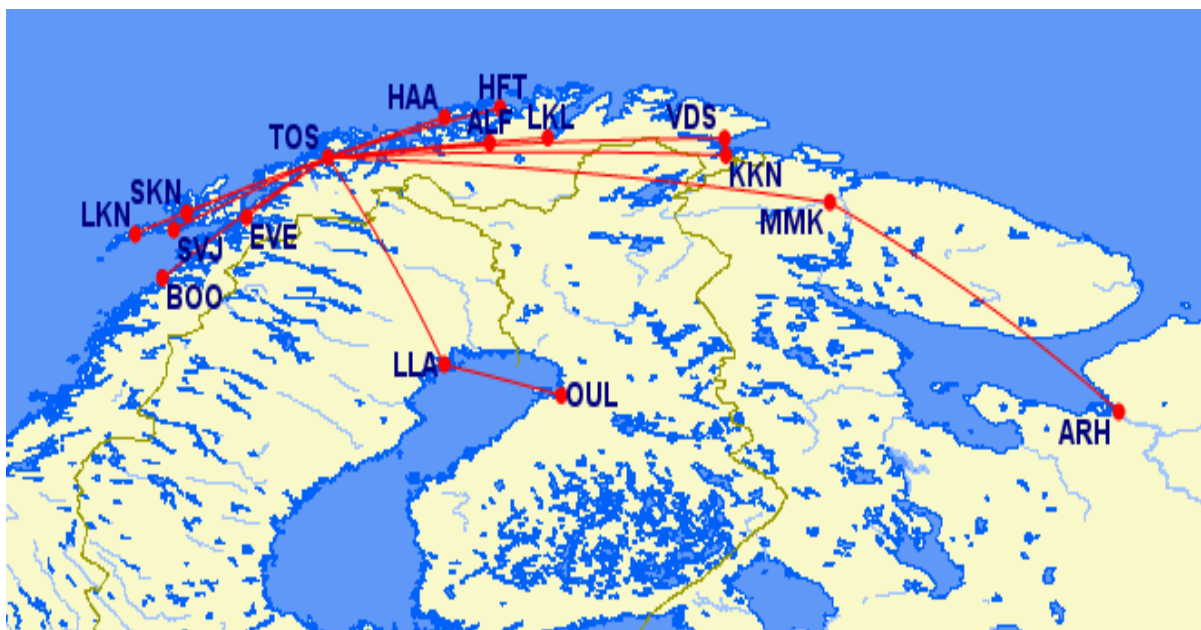 HFT
HAA
ALF
LKL
VDS
TOS
KKN
SKN
LKN
MMK
EVE
SVJ
BOO
LLA
OUL
ARH